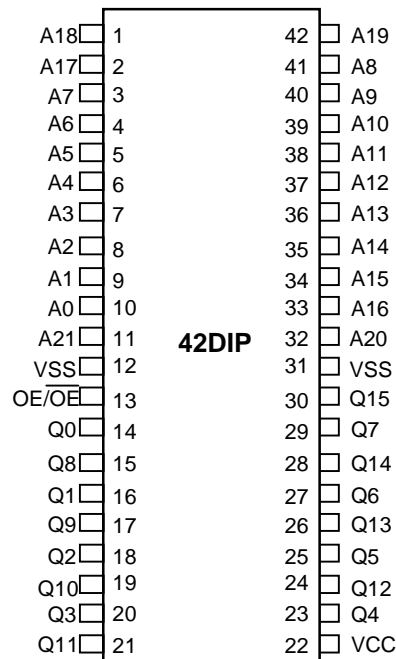 A18 1 42 A19
A17 2 41 A8
A7 3 40 A9
A6 4 39 A10
A5 5 38 A11
A4 6 37 A12
A3 7 36 A13
A2 8 35 A14
A1 9 34 A15
A0 10 33 A16
A21 11 42DIP 32 A20
VSS 12 31 VSS
OE/O̅E̅ 13 30 Q15
Q0 14 29 Q7
Q8 15 28 Q14
Q1 16 27 Q6
Q9 17 26 Q13
Q2 18 25 Q5
Q10 19 24 Q12
Q3 20 23 Q4
Q11 21 22 VCC